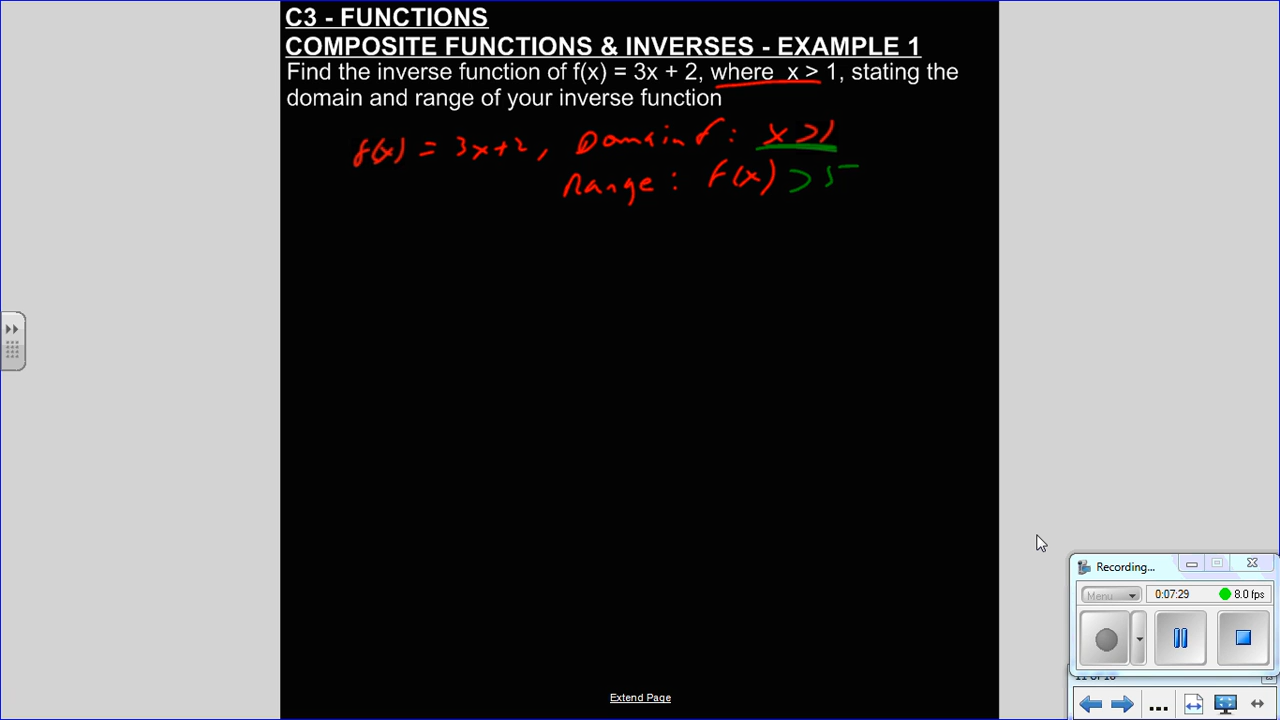 C3 - FUNCTIONS
COMPOSITE FUNCTIONS & INVERSES - EXAMPLE 1
Find the inverse function of f(x) = 3x + 2, where x > 1, stating the
domain and range of your inverse function
f(x) = 3x+2, Domain f : x > 1
Range : f(x) > 5
Recording...
Menu
0:07:29
8.0 fps
Extend Page